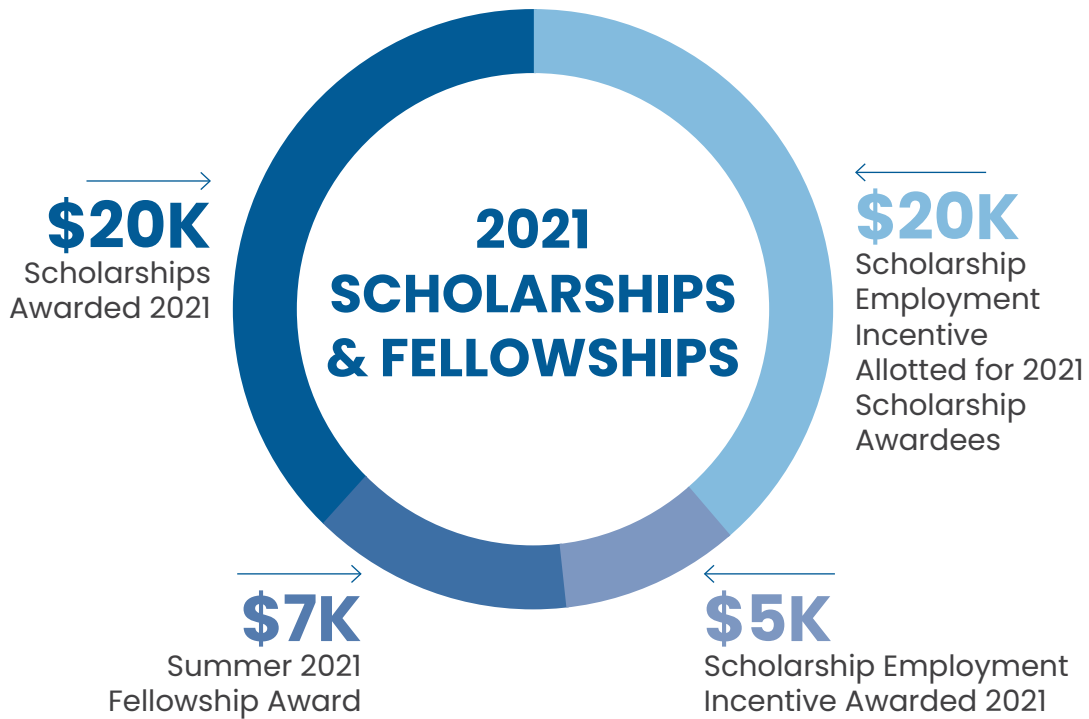 2021
SCHOLARSHIPS
& FELLOWSHIPS
$20K
Scholarships
Awarded 2021
$20K
Scholarship
Employment
Incentive
Allotted for 2021
Scholarship
Awardees
$7K
Summer 2021
Fellowship Award
$5K
Scholarship Employment
Incentive Awarded 2021